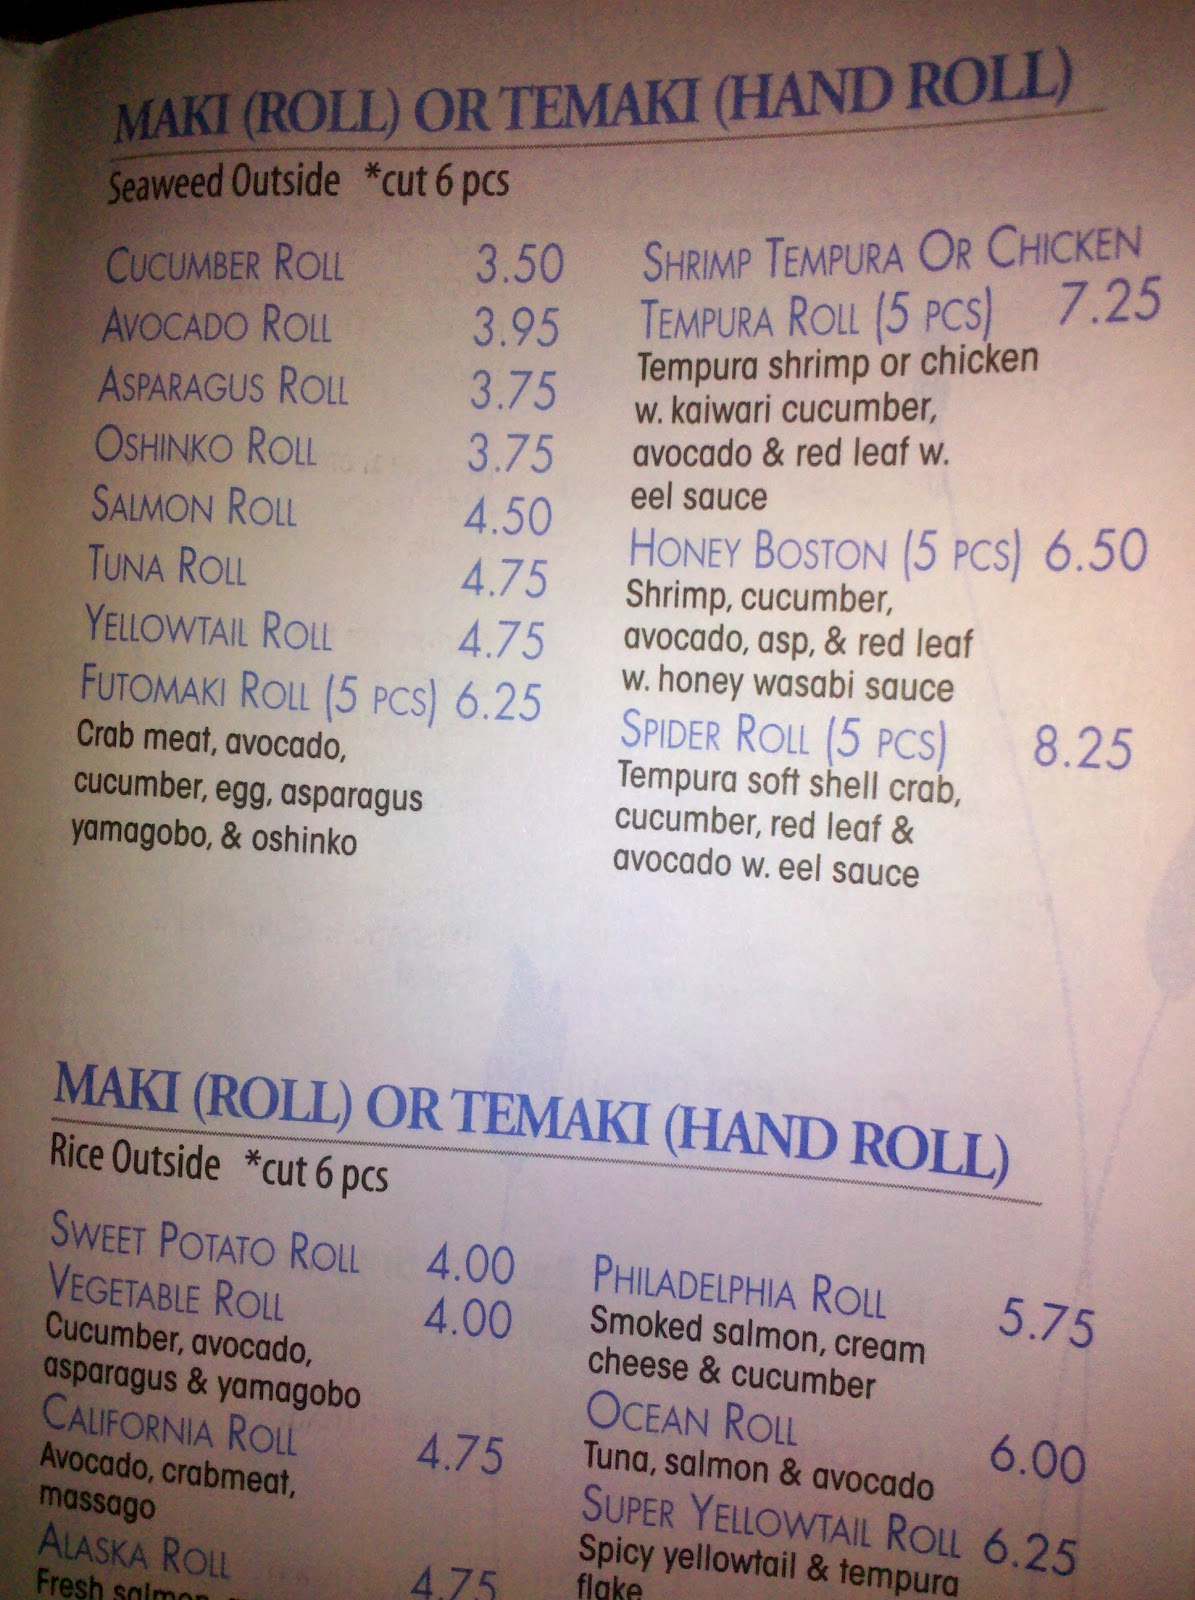 MAKI (ROLL) OR TEMAKI (HAND ROLL)
Seaweed Outside *cut 6 pcs
CUCUMBER ROLL 3.50
AVOCADO ROLL 3.95
ASPARAGUS ROLL 3.75
OSHINKO ROLL 3.75
SALMON ROLL 4.50
TUNA ROLL 4.75
YELLOWTAIL ROLL 4.75
FUTOMAKI ROLL (5 PCS) 6.25
Crab meat, avocado,
cucumber, egg, asparagus
yamagobo, & oshinko
SHRIMP TEMPURA OR CHICKEN
TEMPURA ROLL (5 PCS) 7.25
Tempura shrimp or chicken
w. kaiwari cucumber,
avocado & red leaf w.
eel sauce
HONEY BOSTON (5 PCS) 6.50
Shrimp, cucumber,
avocado, asp, & red leaf
w. honey wasabi sauce
SPIDER ROLL (5 PCS) 8.25
Tempura soft shell crab,
cucumber, red leaf &
avocado w. eel sauce
MAKI (ROLL) OR TEMAKI (HAND ROLL)
Rice Outside *cut 6 pcs
SWEET POTATO ROLL 4.00
VEGETABLE ROLL 4.00
Cucumber, avocado,
asparagus & yamagobo
CALIFORNIA ROLL 4.75
Avocado, crabmeat,
massago
ALASKA ROLL 4.75
Fresh salmon,
PHILADELPHIA ROLL 5.75
Smoked salmon, cream
cheese & cucumber
OCEAN ROLL 6.00
Tuna, salmon & avocado
SUPER YELLOWTAIL ROLL 6.25
Spicy yellowtail & tempura
flake